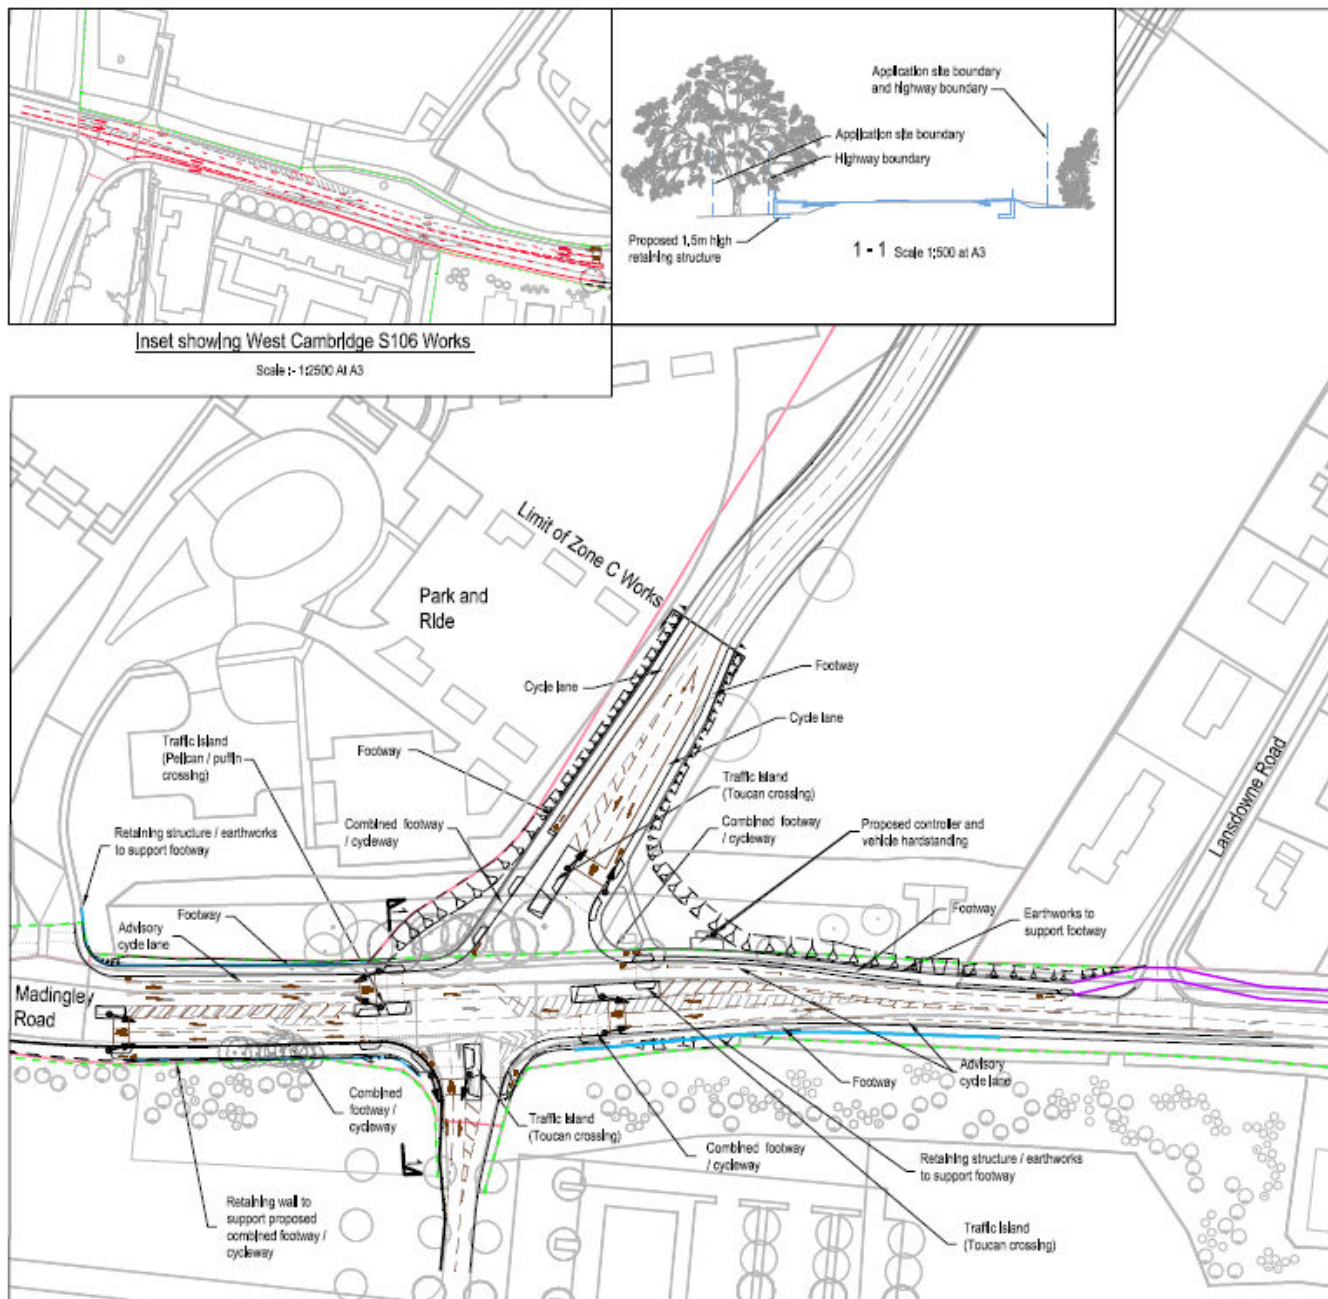 Application site boundary
and highway boundary
Application site boundary
Highway boundary
Proposed 1.5m high
retaining structure
1 - 1 Scale 1:500 at A3
Inset showing West Cambridge S106 Works
Scale :- 1:2500 At A3
Limit of Zone C Works
Park and
Ride
Cycle lane
Footway
Cycle lane
Traffic Island
(Pelican / puffin
crossing)
Footway
Traffic Island
(Toucan crossing)
Retaining structure / earthworks
to support footway
Combined footway
/ cycleway
Combined footway
/ cycleway
Proposed controller and
vehicle hardstanding
Lansdowne Road
Footway
Advisory
cycle lane
Footway
Earthworks to
support footway
1
Madingley
Road
Combined
footway /
cycleway
Footway
Advisory
cycle lane
Traffic Island
(Toucan crossing)
Combined footway
/ cycleway
Retaining structure / earthworks
to support footway
1
Retaining wall to
support proposed
combined footway /
cycleway
Traffic Island
(Toucan crossing)